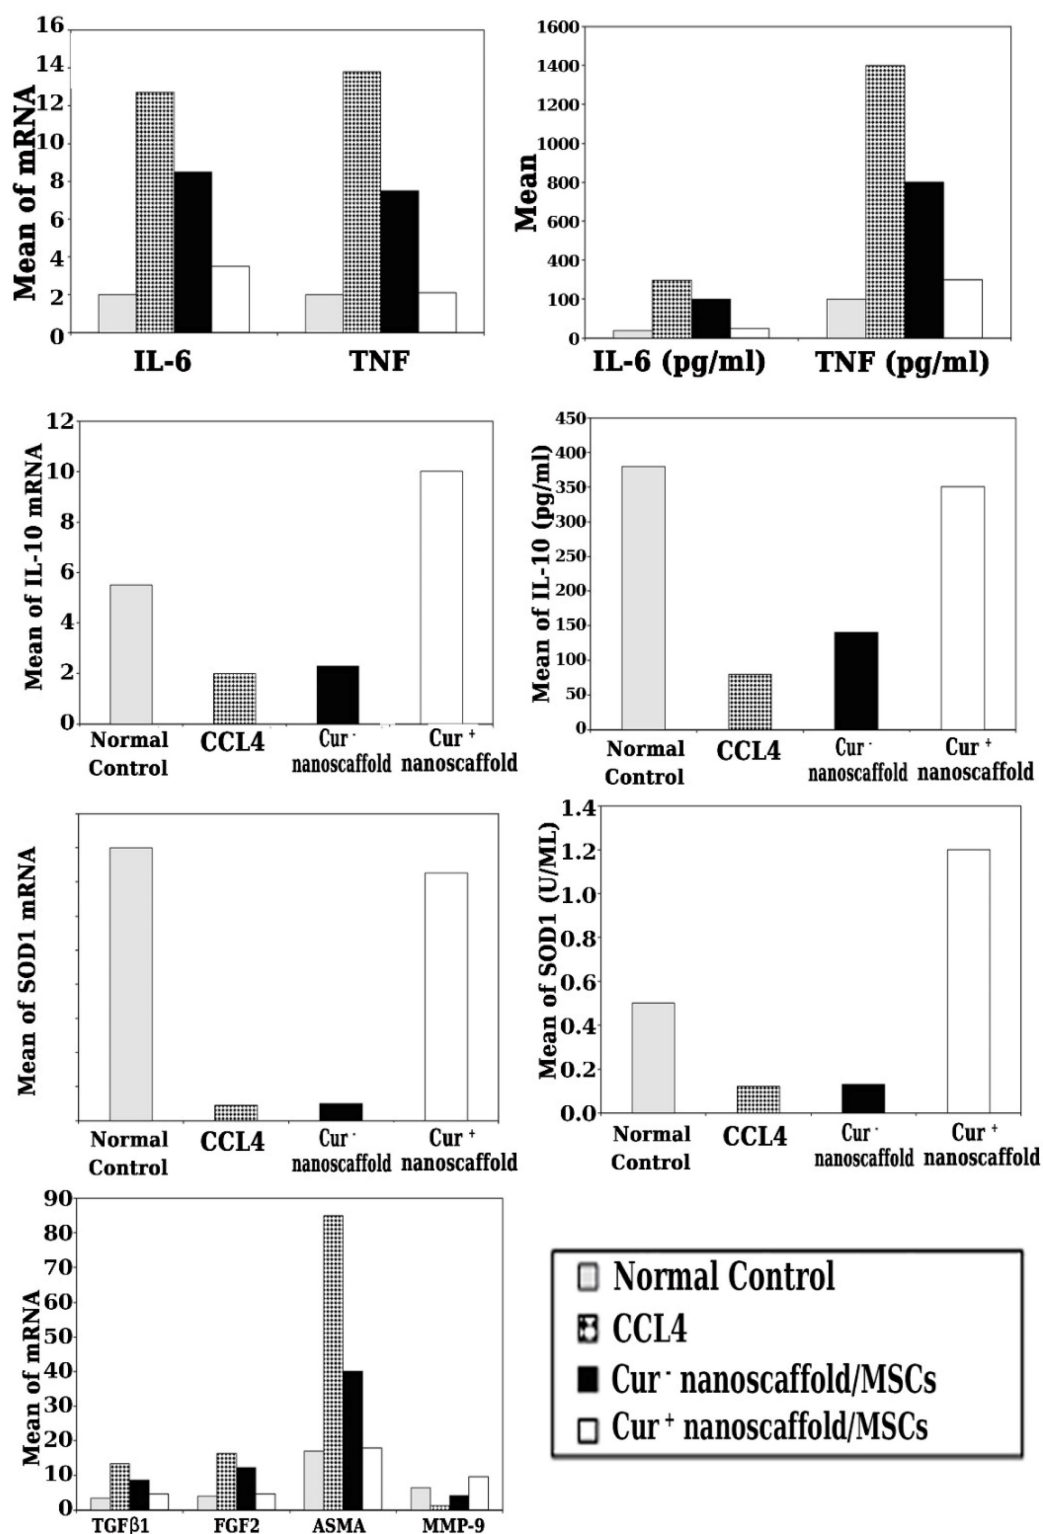 16
14
12
10
8
6
4
2
0
Mean of mRNA
IL-6
TNF
1600
1400
1200
1000
800
600
400
100
0
Mean
IL-6 (pg/ml)
TNF (pg/ml)
12
10
8
6
4
2
0
Mean of IL-10 mRNA
Normal Control
CCL4
Cur - nanoscaffold
Cur + nanoscaffold
450
400
350
300
250
200
150
100
50
0
Mean of IL-10 (pg/ml)
Normal Control
CCL4
Cur - nanoscaffold
Cur + nanoscaffold
Mean of SOD1 mRNA
Normal Control
CCL4
Cur - nanoscaffold
Cur + nanoscaffold
1.4
1.2
1.0
0.8
0.6
0.4
0.2
0.0
Mean of SOD1 (U/ML)
Normal Control
CCL4
Cur - nanoscaffold
Cur + nanoscaffold
90
80
70
60
50
40
30
20
10
0
Mean of mRNA
TGFβ1
FGF2
ASMA
MMP-9
Normal Control
CCL4
Cur - nanoscaffold/MSCs
Cur + nanoscaffold/MSCs